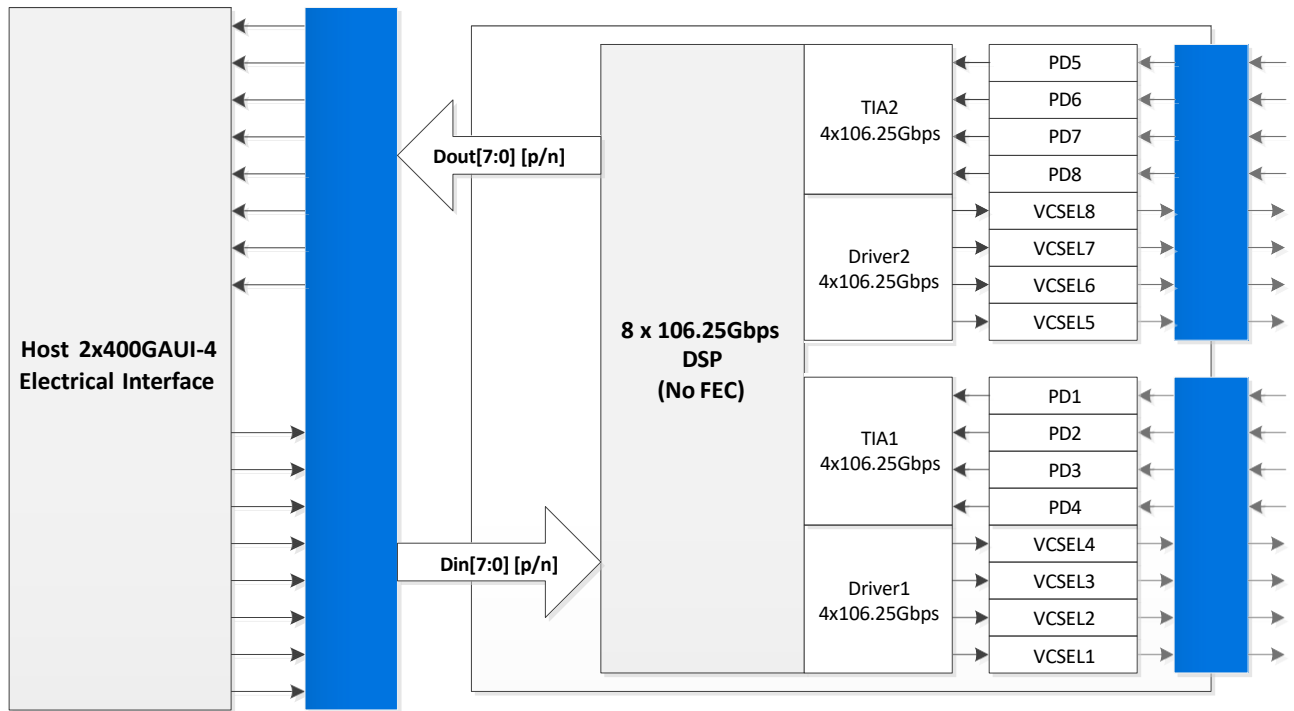 Host 2x400GAUI-4
Electrical Interface
Dout[7:0] [p/n]
Din[7:0] [p/n]
8 x 106.25Gbps
DSP
(No FEC)
TIA2
4x106.25Gbps
Driver2
4x106.25Gbps
TIA1
4x106.25Gbps
Driver1
4x106.25Gbps
PD5
PD6
PD7
PD8
VCSEL8
VCSEL7
VCSEL6
VCSEL5
PD1
PD2
PD3
PD4
VCSEL4
VCSEL3
VCSEL2
VCSEL1